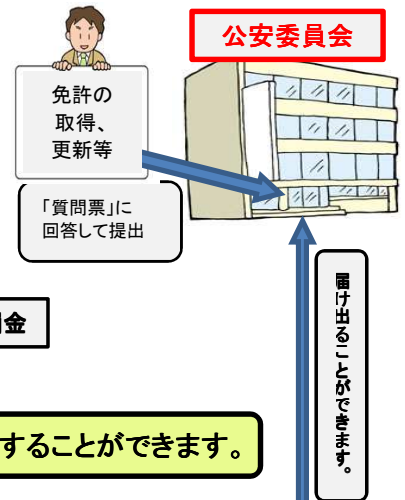 公安委員会
免許の
取得、
更新等
「質問票」に
回答して提出
届け出ることができます。
金
することができます。